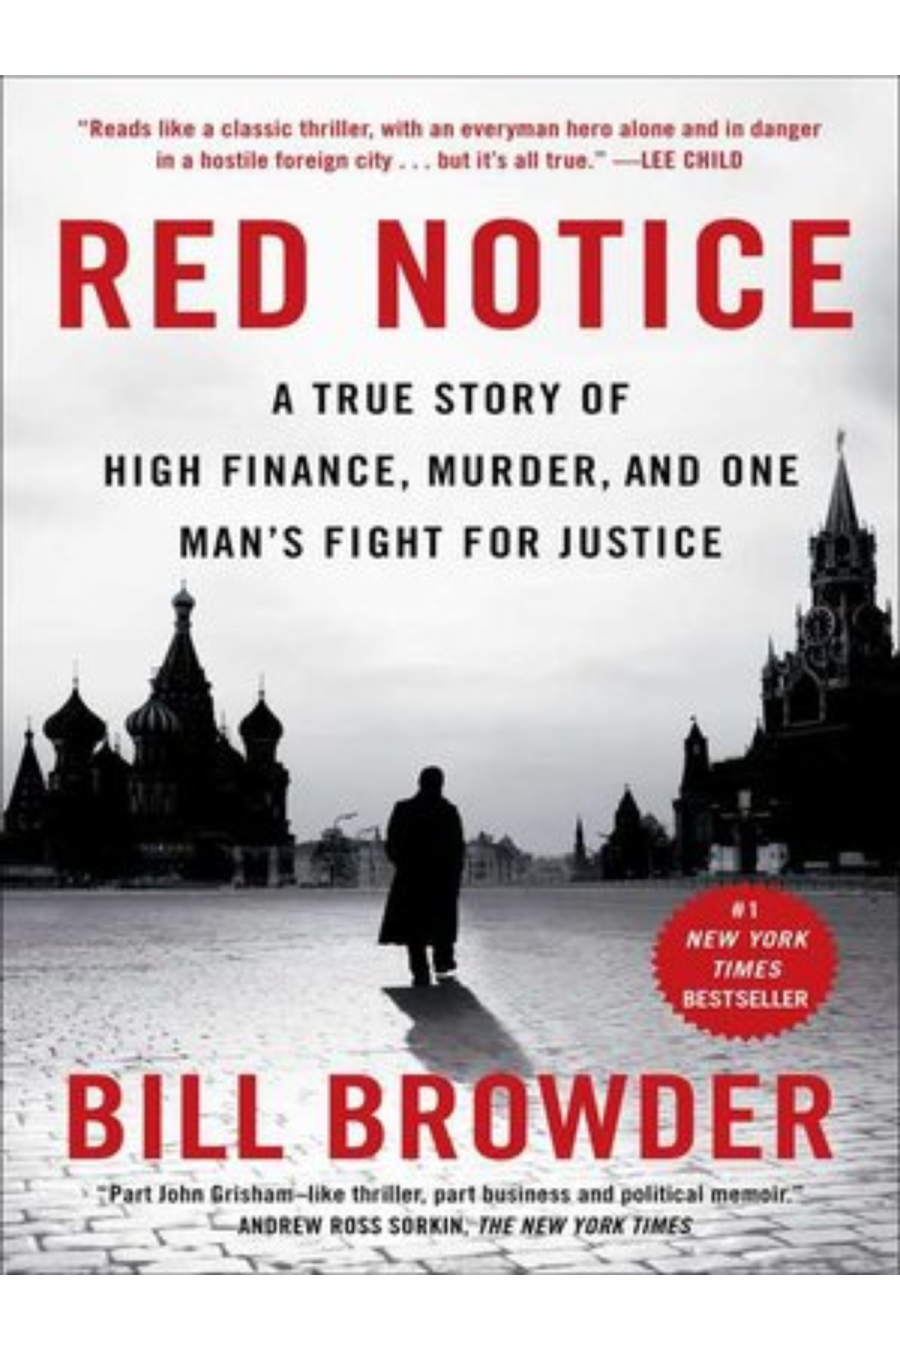 "Reads like a classic thriller, with an everyman hero alone and in danger
in a hostile foreign city . . . but it's all true." —LEE CHILD
RED NOTICE
A TRUE STORY OF
HIGH FINANCE, MURDER, AND ONE
MAN'S FIGHT FOR JUSTICE
#1
NEW YORK
TIMES
BESTSELLER
BILL BROWDER
"Part John Grisham–like thriller, part business and political memoir."
—ANDREW ROSS SORKIN, THE NEW YORK TIMES